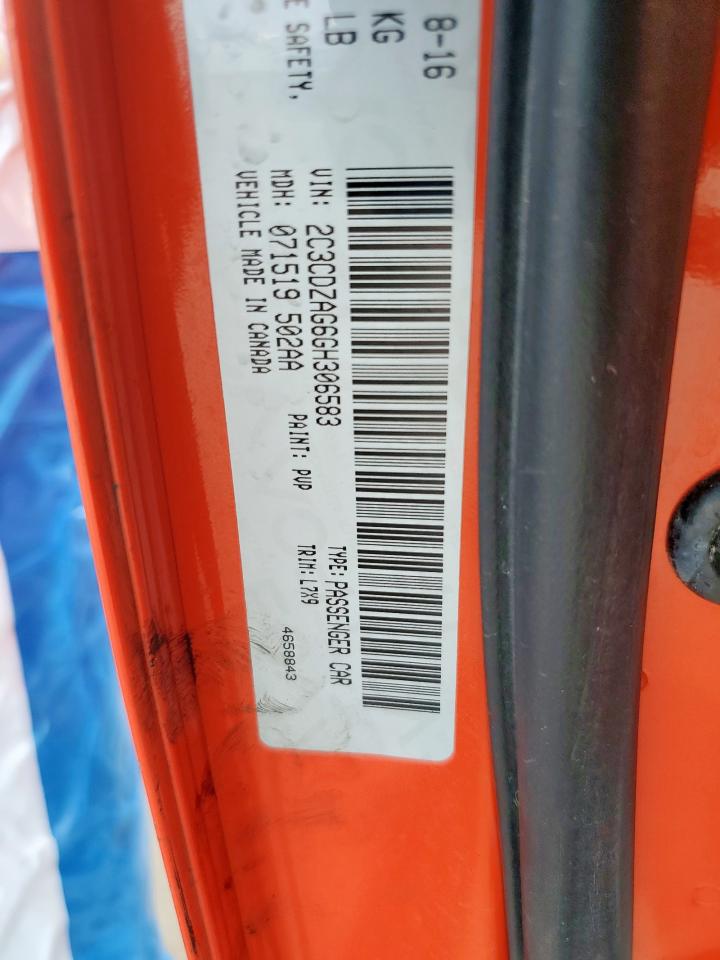 8-16
KG
LB
E SAFETY,
VIN: 2C3CDZAG6GH306583
TYPE: PASSENGER CAR
MDH: 071519 502AA
PAINT: PVP
TRIM: L7X9
VEHICLE MADE IN CANADA
4658843